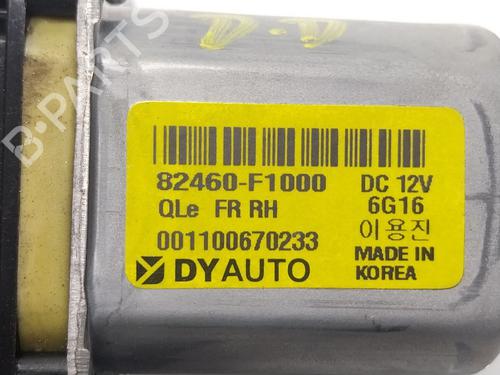 D.D
B-PARTS
82460-F1000 DC 12V
QLe FR RH 6G16
001100670233 이용진
DYAUTO MADE IN
KOREA